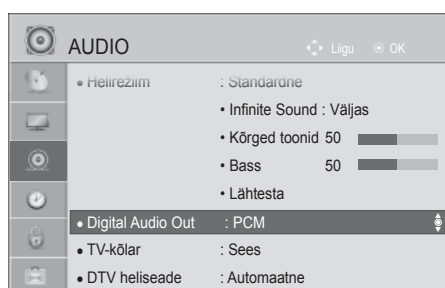 AUDIO
Liigu OK
• Helirežiim : Standardne
• Infinite Sound : Väljas
• Kõrged toonid 50
• Bass 50
• Lähtesta
• Digital Audio Out : PCM
• TV-kõlar : Sees
• DTV heliseade : Automaatne